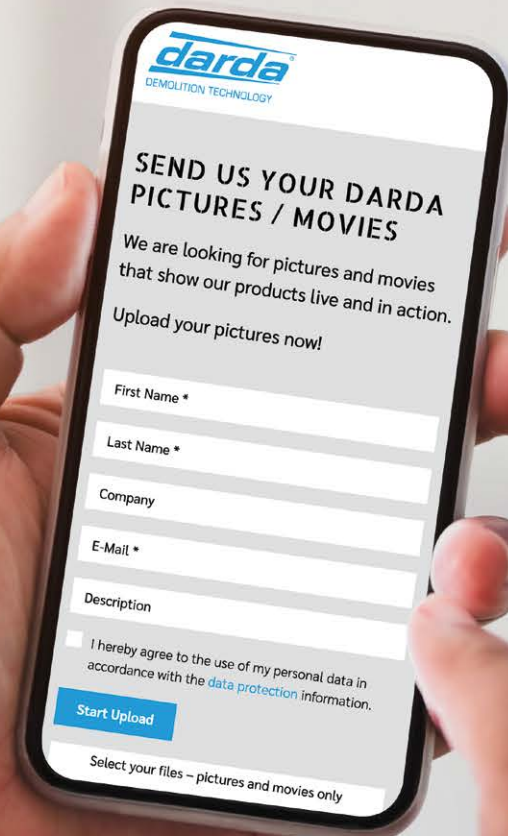 darda®
DEMOLITION TECHNOLOGY
SEND US YOUR DARDA
PICTURES / MOVIES
We are looking for pictures and movies
that show our products live and in action.
Upload your pictures now!
First Name *
Last Name *
Company
E-Mail *
Description
I hereby agree to the use of my personal data in
accordance with the data protection information.
Start Upload
Select your files – pictures and movies only